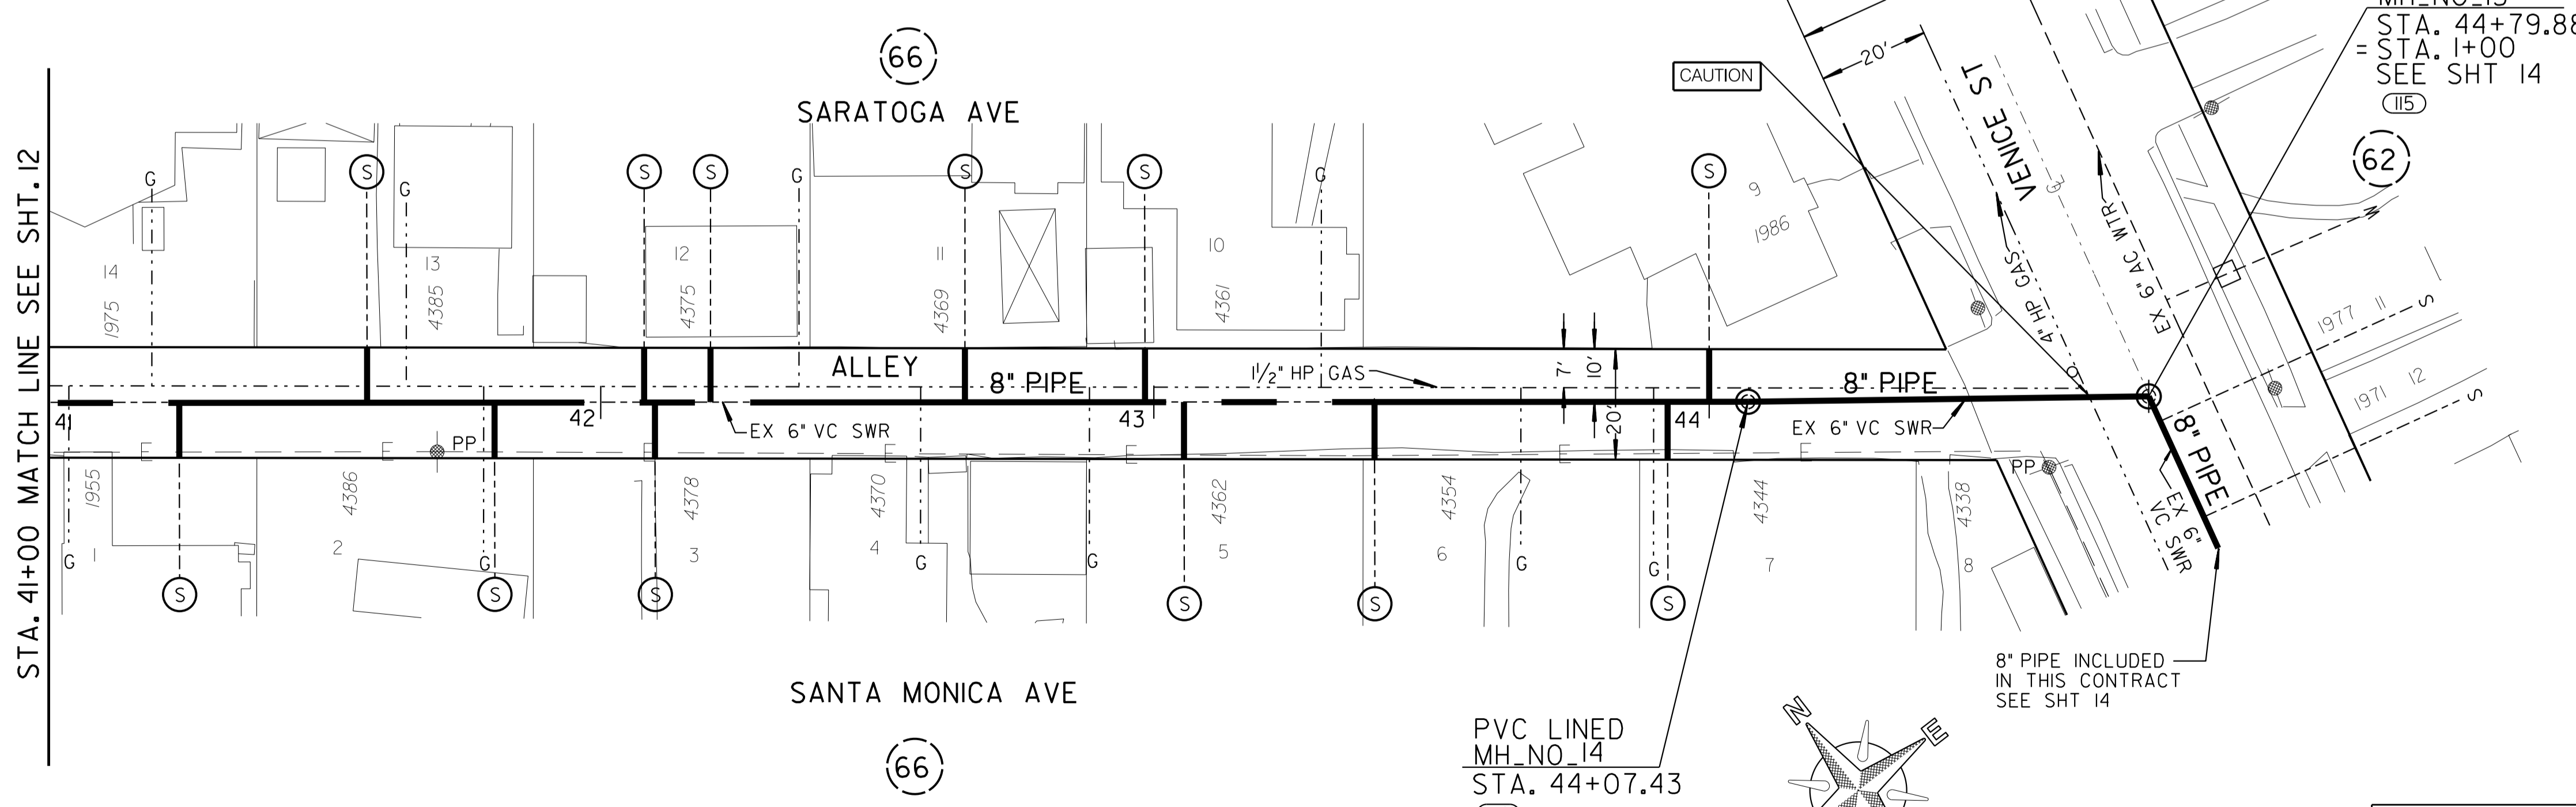 STA. 41+00 MATCH LINE SEE SHT. 12
66
SARATOGA AVE
CAUTION
20'
VENICE ST
STA. 44+79.88
= STA. 1+00
SEE SHT 14
115
62
G
S
G
S
S
G
S
S
G
S
W
14
1975
13
4385
12
4375
11
4369
10
4361
9
1986
4" HP GAS
EX 6" AC WTR
1977 11
S
1971 12
S
ALLEY
8" PIPE
1 1/2" HP GAS
7'
10'
20'
8" PIPE
41
42
43
44
EX 6" VC SWR
EX 6" VC SWR
E
E
E
E
E
E
E
PP
PP
8" PIPE
EX 6"
VC SWR
1955
4386
4378
4370
4362
4354
4344
4338
1
2
3
4
5
6
7
8
G
G
G
G
G
G
S
S
S
S
S
S
8" PIPE INCLUDED
IN THIS CONTRACT
SEE SHT 14
SANTA MONICA AVE
66
PVC LINED
MH_NO_14
STA. 44+07.43
N
E